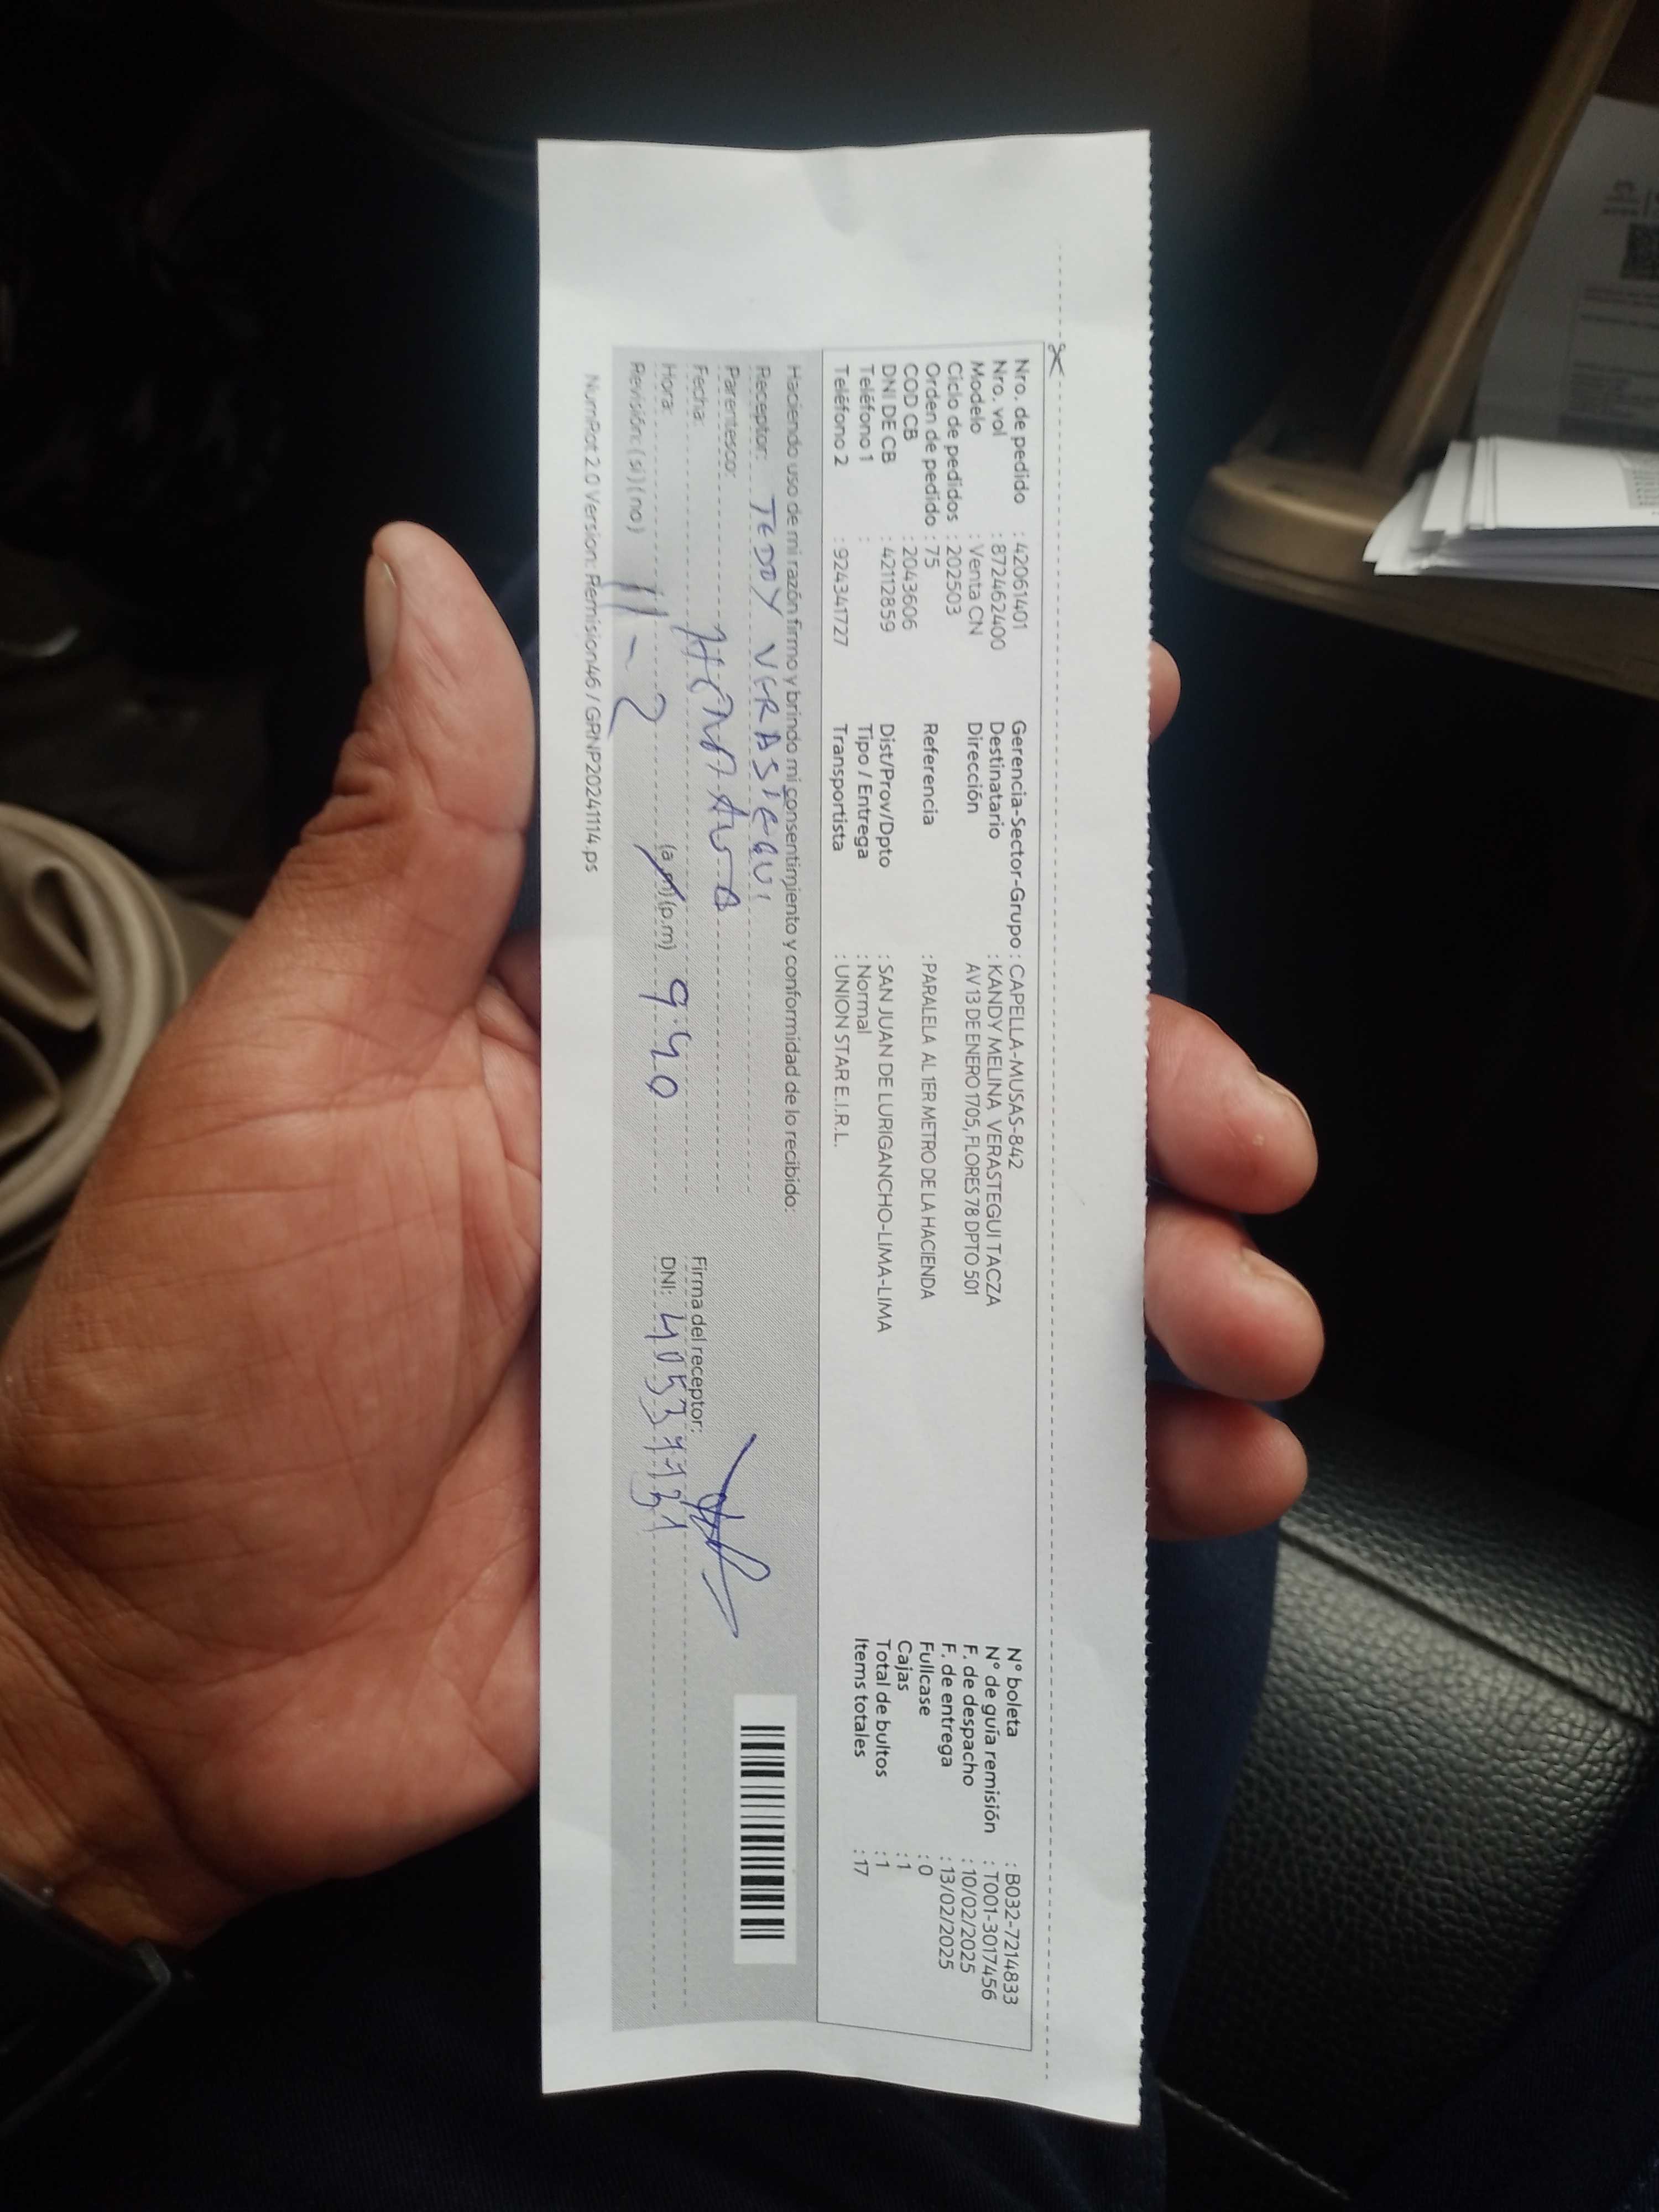 Nro. de pedido : 42061401
Nro. vol : 872462400
Modelo : Venta CN
Ciclo de pedidos : 202503
Orden de pedido : 75
COD CB : 2043606
DNI DE CB : 42112859
Teléfono 1 :
Teléfono 2 : 924341727
Gerencia-Sector-Grupo : CAPELLA-MUSAS-842
Destinatario : KANDY MELINA VERASTEGUI TACZA
Dirección AV 13 DE ENERO 1705, FLORES 78 DPTO 501
Referencia : PARALELA AL 1ER METRO DE LA HACIENDA
Dist/Prov/Dpto : SAN JUAN DE LURIGANCHO-LIMA-LIMA
Tipo / Entrega : Normal
Transportista : UNION STAR E.I.R.L.
N° boleta : B032-7214833
N° de guía remisión : T001-3017456
F. de despacho : 10/02/2025
F. de entrega : 13/02/2025
Fullcase : 0
Cajas : 1
Total de bultos : 1
Items totales : 17
Haciendo uso de mi razón firmo y brindo mi consentimiento y conformidad de lo recibido:
Receptor: TEDDY VERASTEGUI
Parentesco:
Fecha: 11-2
Hora: (a.m) (p.m) 9:40
Revisión: (si) (no)
Firma del receptor:
DNI:
NumRot 2.0 Version: Remision46 / GRNP20241114.ps